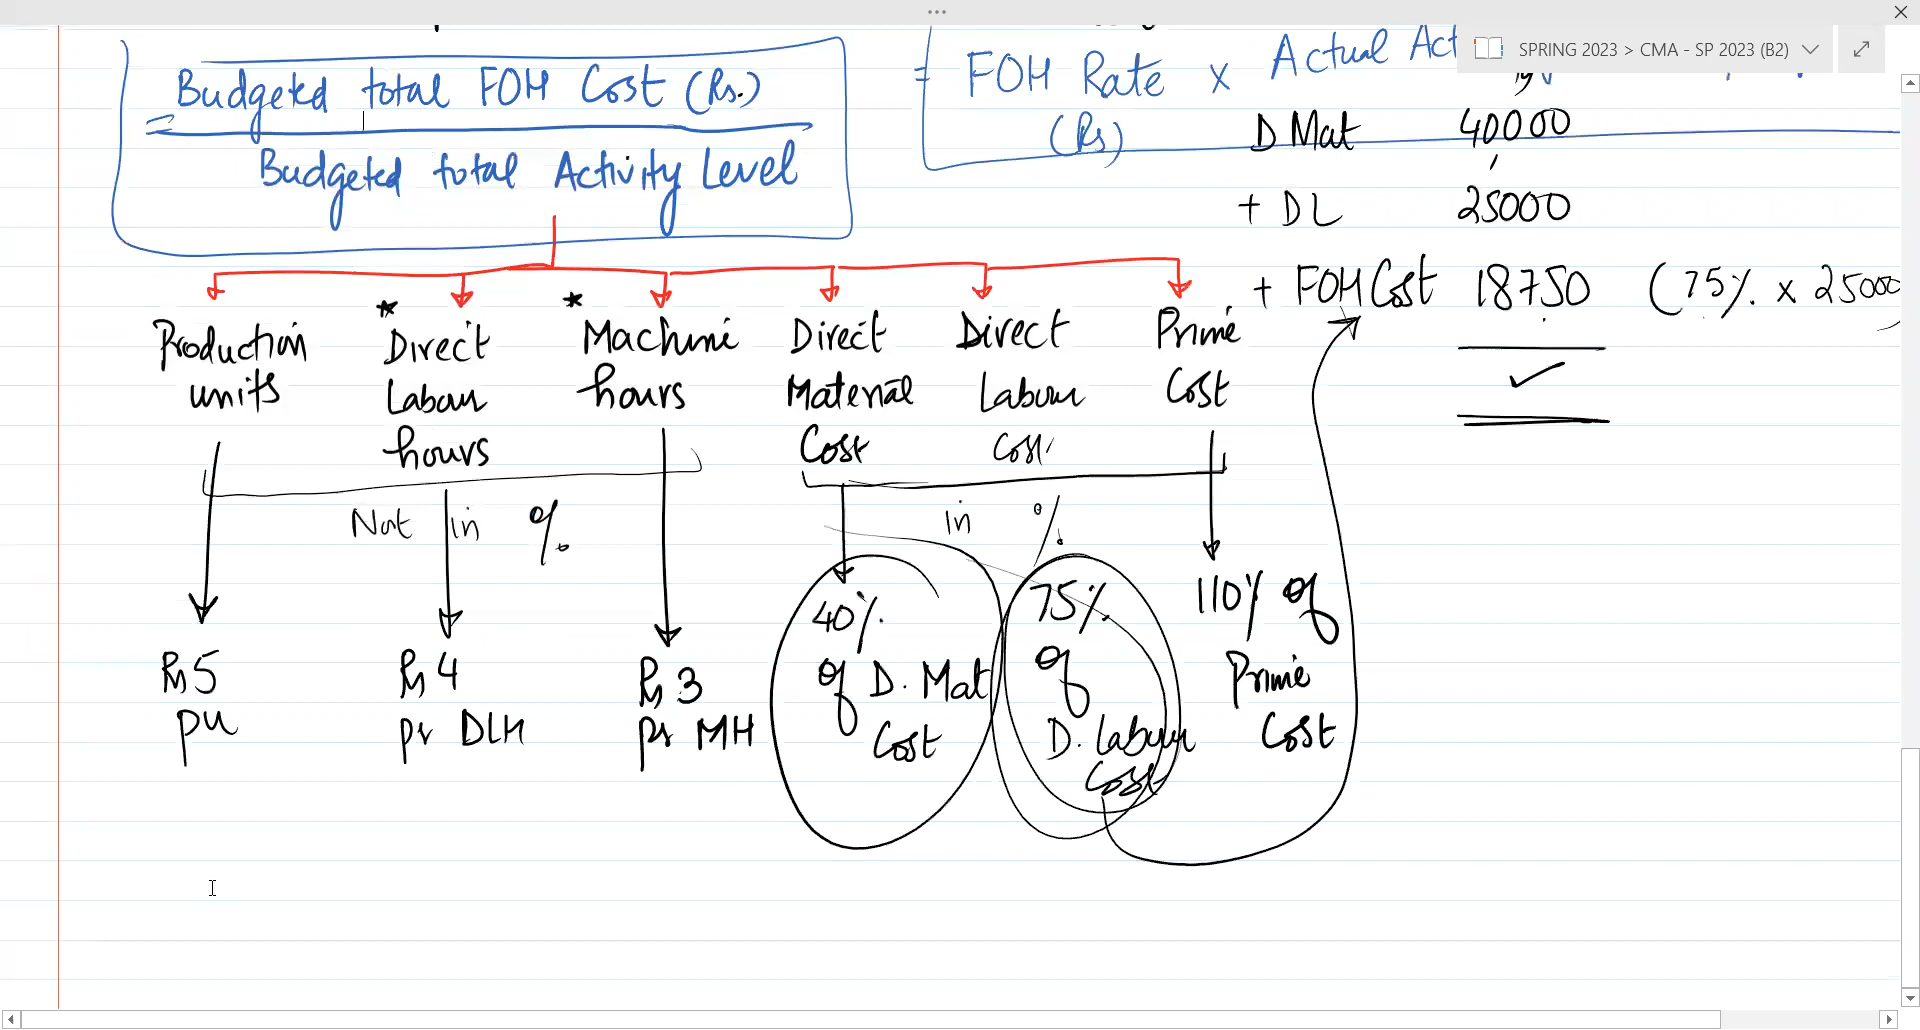 SPRING 2023 > CMA - SP 2023 (B2)
Budgeted total FOH Cost (Rs.)
=
Budgeted total Activity Level
= FOH Rate x Actual Act
(Rs)
D Mat 40000
+ DL 25000
+ FOH Cost 18750 (75% x 25000)
Production units
* Direct Labour hours
* Machine hours
Direct Material Cost
Direct Labour Cost
Prime Cost
Not in %
in %
Rs 5 pu
Rs 4 pr DLH
Rs 3 pr MH
40% of D. Mat Cost
75% of D. Labour Cost
110% of Prime Cost